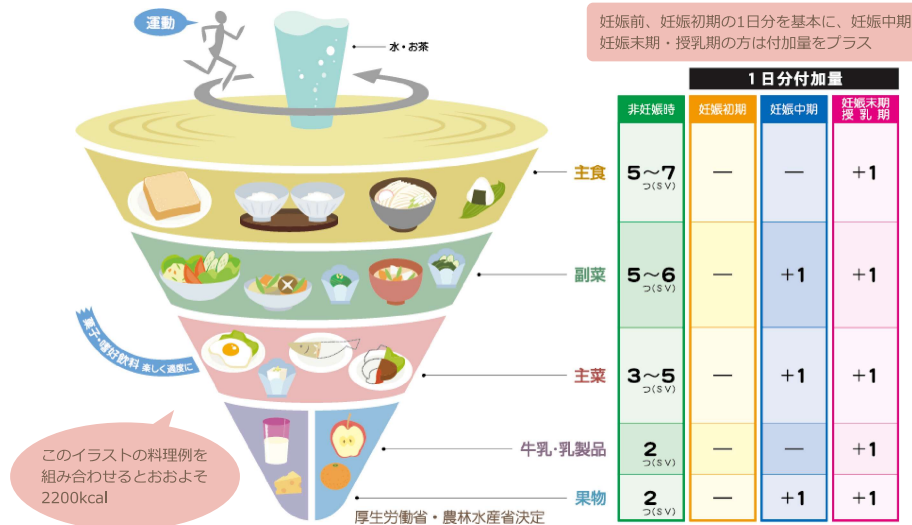 運動
水・お茶
妊娠前、妊娠初期の1日分を基本に、妊娠中期
妊娠末期・授乳期の方は付加量をプラス
1日分付加量
非妊娠時
妊娠初期
妊娠中期
妊娠末期
授乳期
主食
5～7
つ(SV)
—
—
+1
副菜
5～6
つ(SV)
—
+1
+1
主菜
3～5
つ(SV)
—
+1
+1
牛乳・乳製品
2
つ(SV)
—
—
+1
果物
2
つ(SV)
—
+1
+1
菓子・嗜好飲料 楽しく適度に
このイラストの料理例を
組み合わせるとおおよそ
2200kcal
厚生労働省・農林水産省決定